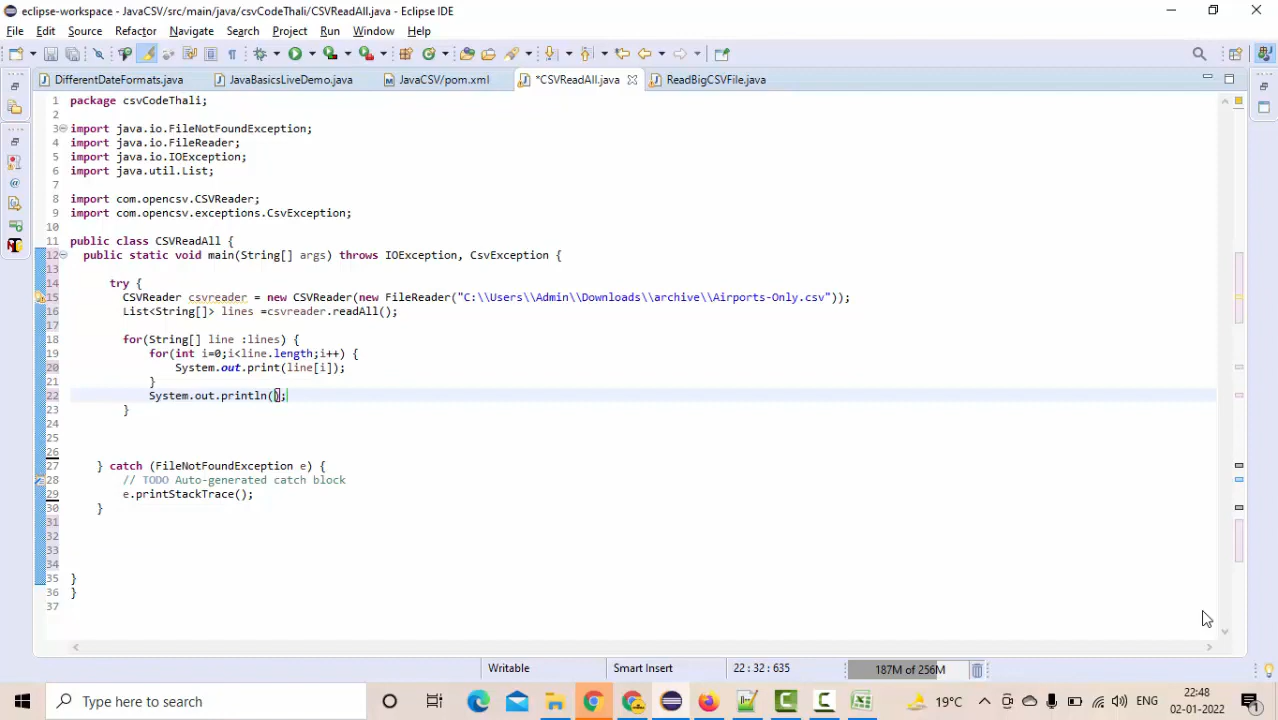 eclipse-workspace - JavaCSV/src/main/java/csvCodeThali/CSVReadAll.java - Eclipse IDE
File Edit Source Refactor Navigate Search Project Run Window Help
DifferentDateFormats.java JavaBasicsLiveDemo.java JavaCSV/pom.xml *CSVReadAll.java ReadBigCSVFile.java
1 package csvCodeThali;
2
3 import java.io.FileNotFoundException;
4 import java.io.FileReader;
5 import java.io.IOException;
6 import java.util.List;
7
8 import com.opencsv.CSVReader;
9 import com.opencsv.exceptions.CsvException;
10
11 public class CSVReadAll {
12 public static void main(String[] args) throws IOException, CsvException {
13
14 try {
15 CSVReader csvreader = new CSVReader(new FileReader("C:\\Users\\Admin\\Downloads\\archive\\Airports-Only.csv"));
16 List<String[]> lines =csvreader.readAll();
17
18 for(String[] line :lines) {
19 for(int i=0;i<line.length;i++) {
20 System.out.print(line[i]);
21 }
22 System.out.println();
23 }
24
25
26
27 } catch (FileNotFoundException e) {
28 // TODO Auto-generated catch block
29 e.printStackTrace();
30 }
31
32
33
34
35 }
36 }
37
Writable Smart Insert 22 : 32 : 635 187M of 256M
Type here to search 19°C ENG 22:48
02-01-2022